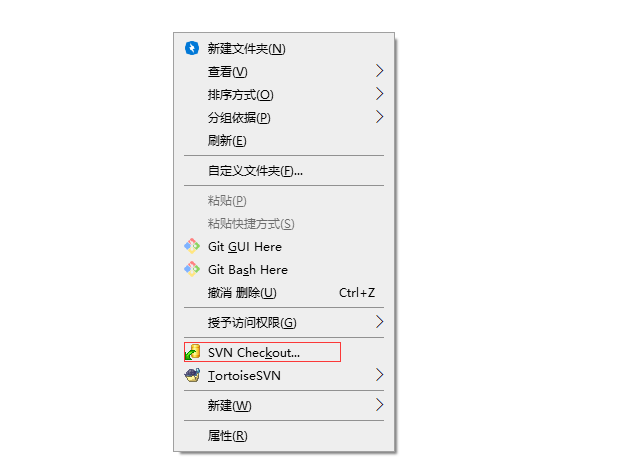 新建文件夹(N)
查看(V)
排序方式(O)
分组依据(P)
刷新(E)
自定义文件夹(F)...
粘贴(P)
粘贴快捷方式(S)
Git GUI Here
Git Bash Here
撤消 删除(U) Ctrl+Z
授予访问权限(G)
SVN Checkout...
TortoiseSVN
新建(W)
属性(R)